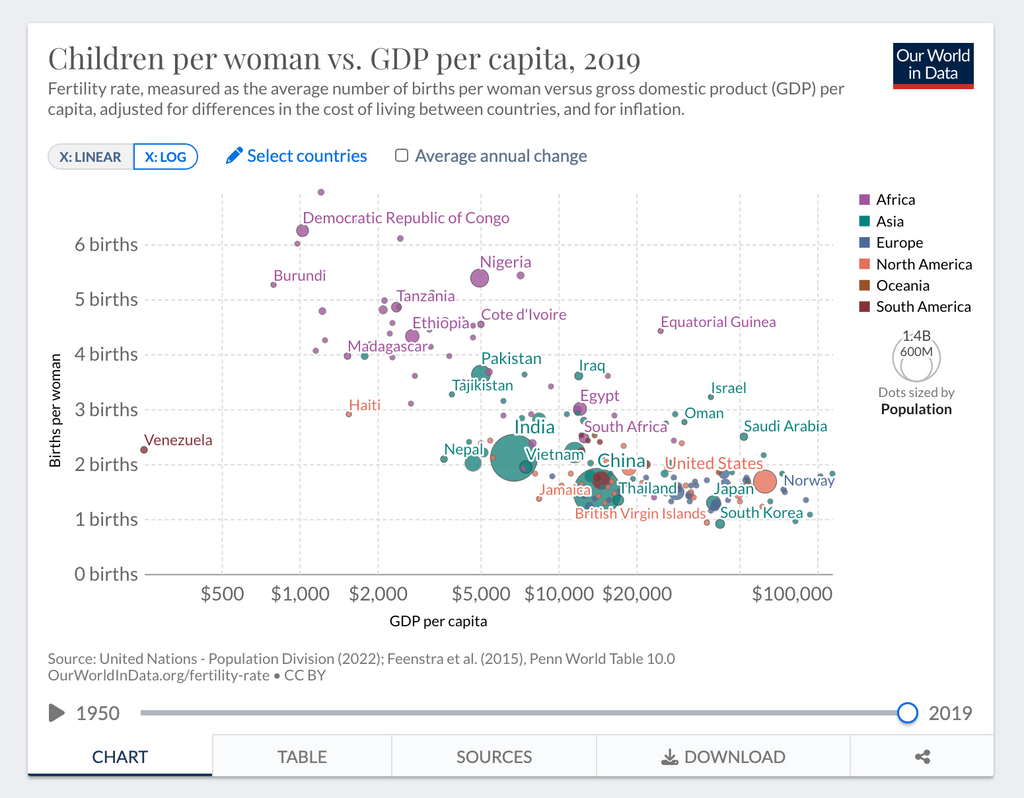 Children per woman vs. GDP per capita, 2019
Our World
in Data
Fertility rate, measured as the average number of births per woman versus gross domestic product (GDP) per
capita, adjusted for differences in the cost of living between countries, and for inflation.
X: LINEAR
X: LOG
Select countries
Average annual change
Africa
Asia
Europe
North America
Oceania
South America
1.4B
600M
Dots sized by
Population
Births per woman
6 births
5 births
4 births
3 births
2 births
1 births
0 births
Democratic Republic of Congo
Nigeria
Burundi
Tanzania
Cote d'Ivoire
Ethiopia
Equatorial Guinea
Madagascar
Pakistan
Iraq
Tajikistan
Israel
Egypt
Haiti
Oman
India
South Africa
Saudi Arabia
Venezuela
Nepal
Vietnam
China
United States
Norway
Jamaica
Thailand
Japan
British Virgin Islands
South Korea
$500
$1,000
$2,000
$5,000
$10,000
$20,000
$100,000
GDP per capita
Source: United Nations - Population Division (2022); Feenstra et al. (2015), Penn World Table 10.0
OurWorldInData.org/fertility-rate • CC BY
1950
2019
CHART
TABLE
SOURCES
DOWNLOAD